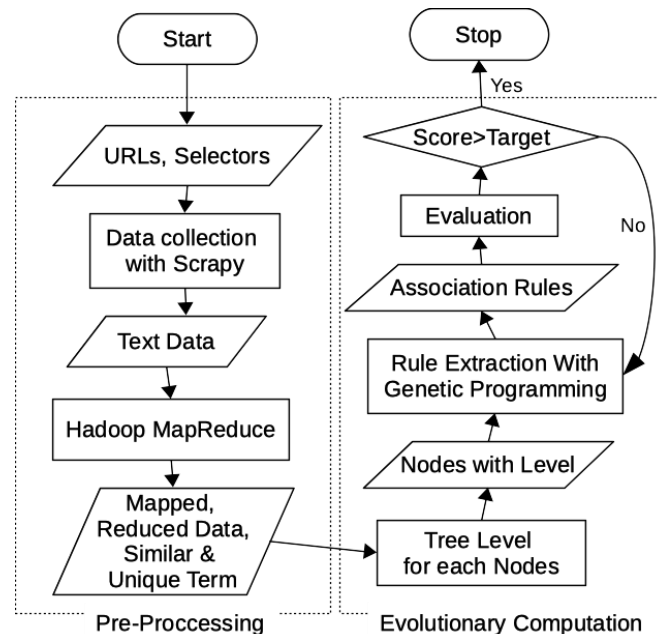 Start
URLs, Selectors
Data collection
with Scrapy
Text Data
Hadoop MapReduce
Mapped,
Reduced Data,
Similar &
Unique Term
Pre-Proccessing
Stop
Yes
Score>Target
No
Evaluation
Association Rules
Rule Extraction With
Genetic Programming
Nodes with Level
Tree Level
for each Nodes
Evolutionary Computation